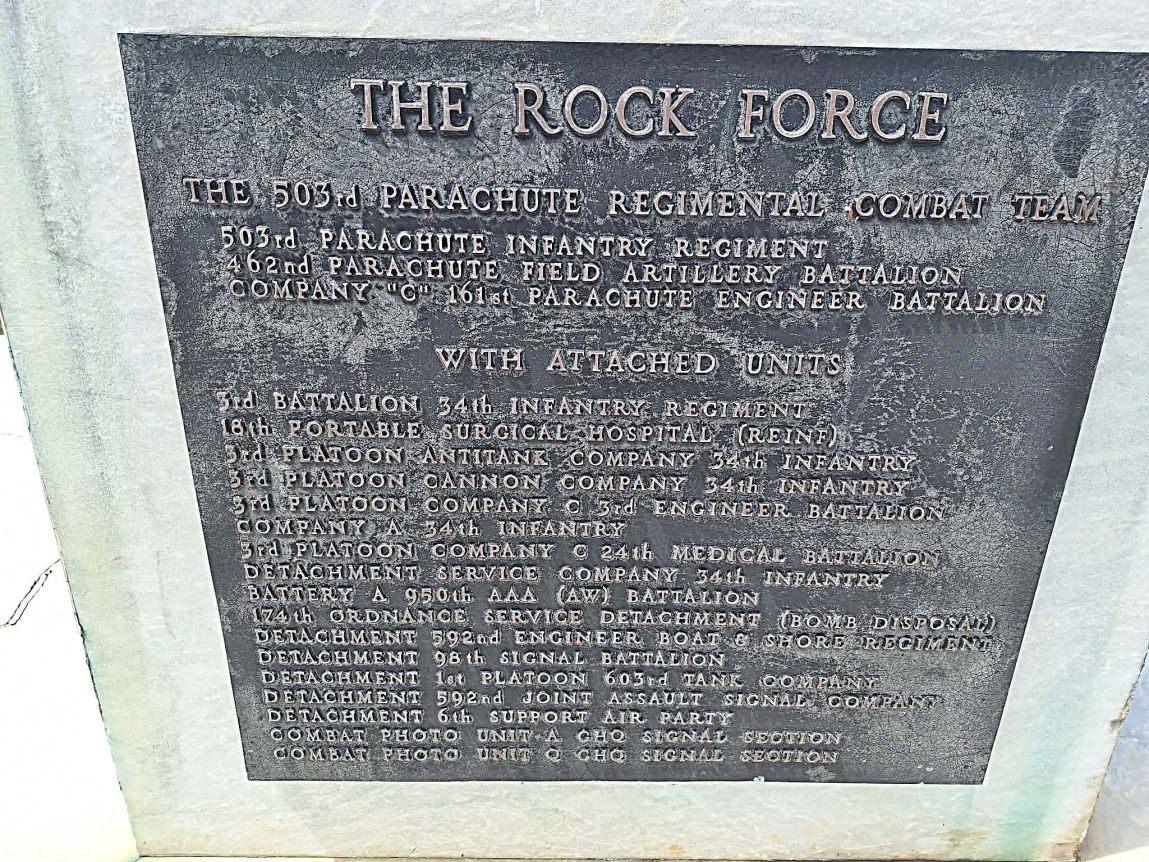 THE ROCK FORCE
THE 503rd PARACHUTE REGIMENTAL COMBAT TEAM
503rd PARACHUTE INFANTRY REGIMENT
462nd PARACHUTE FIELD ARTILLERY BATTALION
COMPANY "C" 161st PARACHUTE ENGINEER BATTALION
WITH ATTACHED UNITS
3rd BATTALION 34th INFANTRY REGIMENT
18th PORTABLE SURGICAL HOSPITAL (REINF)
3rd PLATOON ANTITANK COMPANY 34th INFANTRY
3rd PLATOON CANNON COMPANY 34th INFANTRY
3rd PLATOON COMPANY C 3rd ENGINEER BATTALION
COMPANY A 34th INFANTRY
3rd PLATOON COMPANY C 24th MEDICAL BATTALION
DETACHMENT SERVICE COMPANY 34th INFANTRY
BATTERY A 950th AAA (AW) BATTALION
174th ORDNANCE SERVICE DETACHMENT (BOMB DISPOSAL)
DETACHMENT 592nd ENGINEER BOAT & SHORE REGIMENT
DETACHMENT 98th SIGNAL BATTALION
DETACHMENT 1st PLATOON 603rd TANK COMPANY
DETACHMENT 592nd JOINT ASSAULT SIGNAL COMPANY
DETACHMENT 6th SUPPORT AIR PARTY
COMBAT PHOTO UNIT A GHQ SIGNAL SECTION
COMBAT PHOTO UNIT Q GHQ SIGNAL SECTION